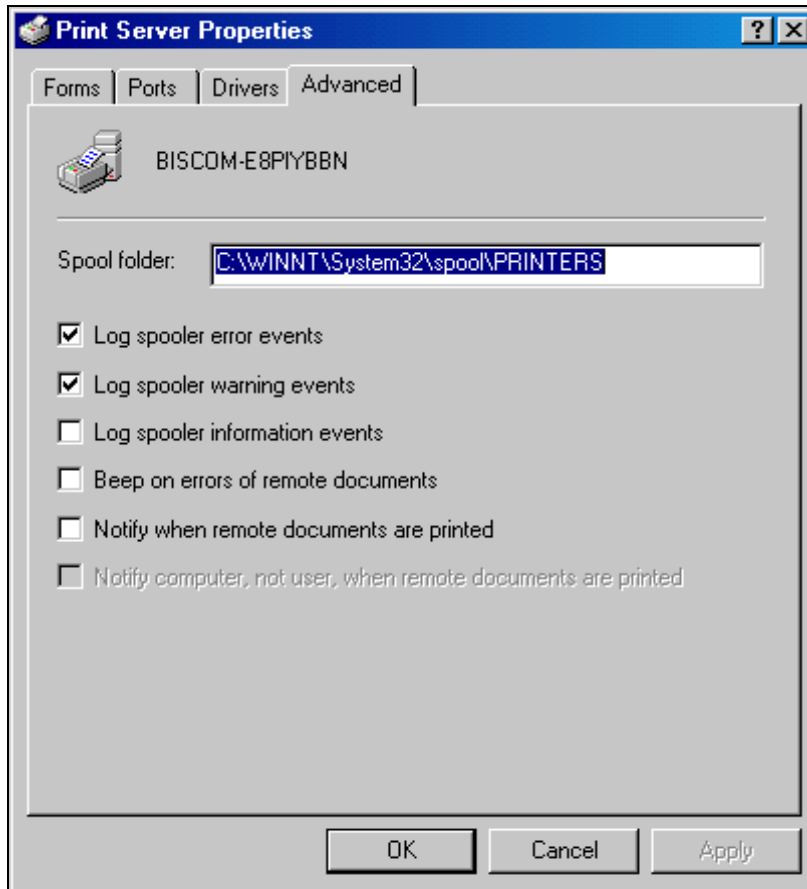 Print Server Properties
Forms Ports Drivers Advanced
BISCOM-E8PIYBBN
Spool folder: C:\WINNT\System32\spool\PRINTERS
Log spooler error events
Log spooler warning events
Log spooler information events
Beep on errors of remote documents
Notify when remote documents are printed
Notify computer, not user, when remote documents are printed
OK Cancel Apply